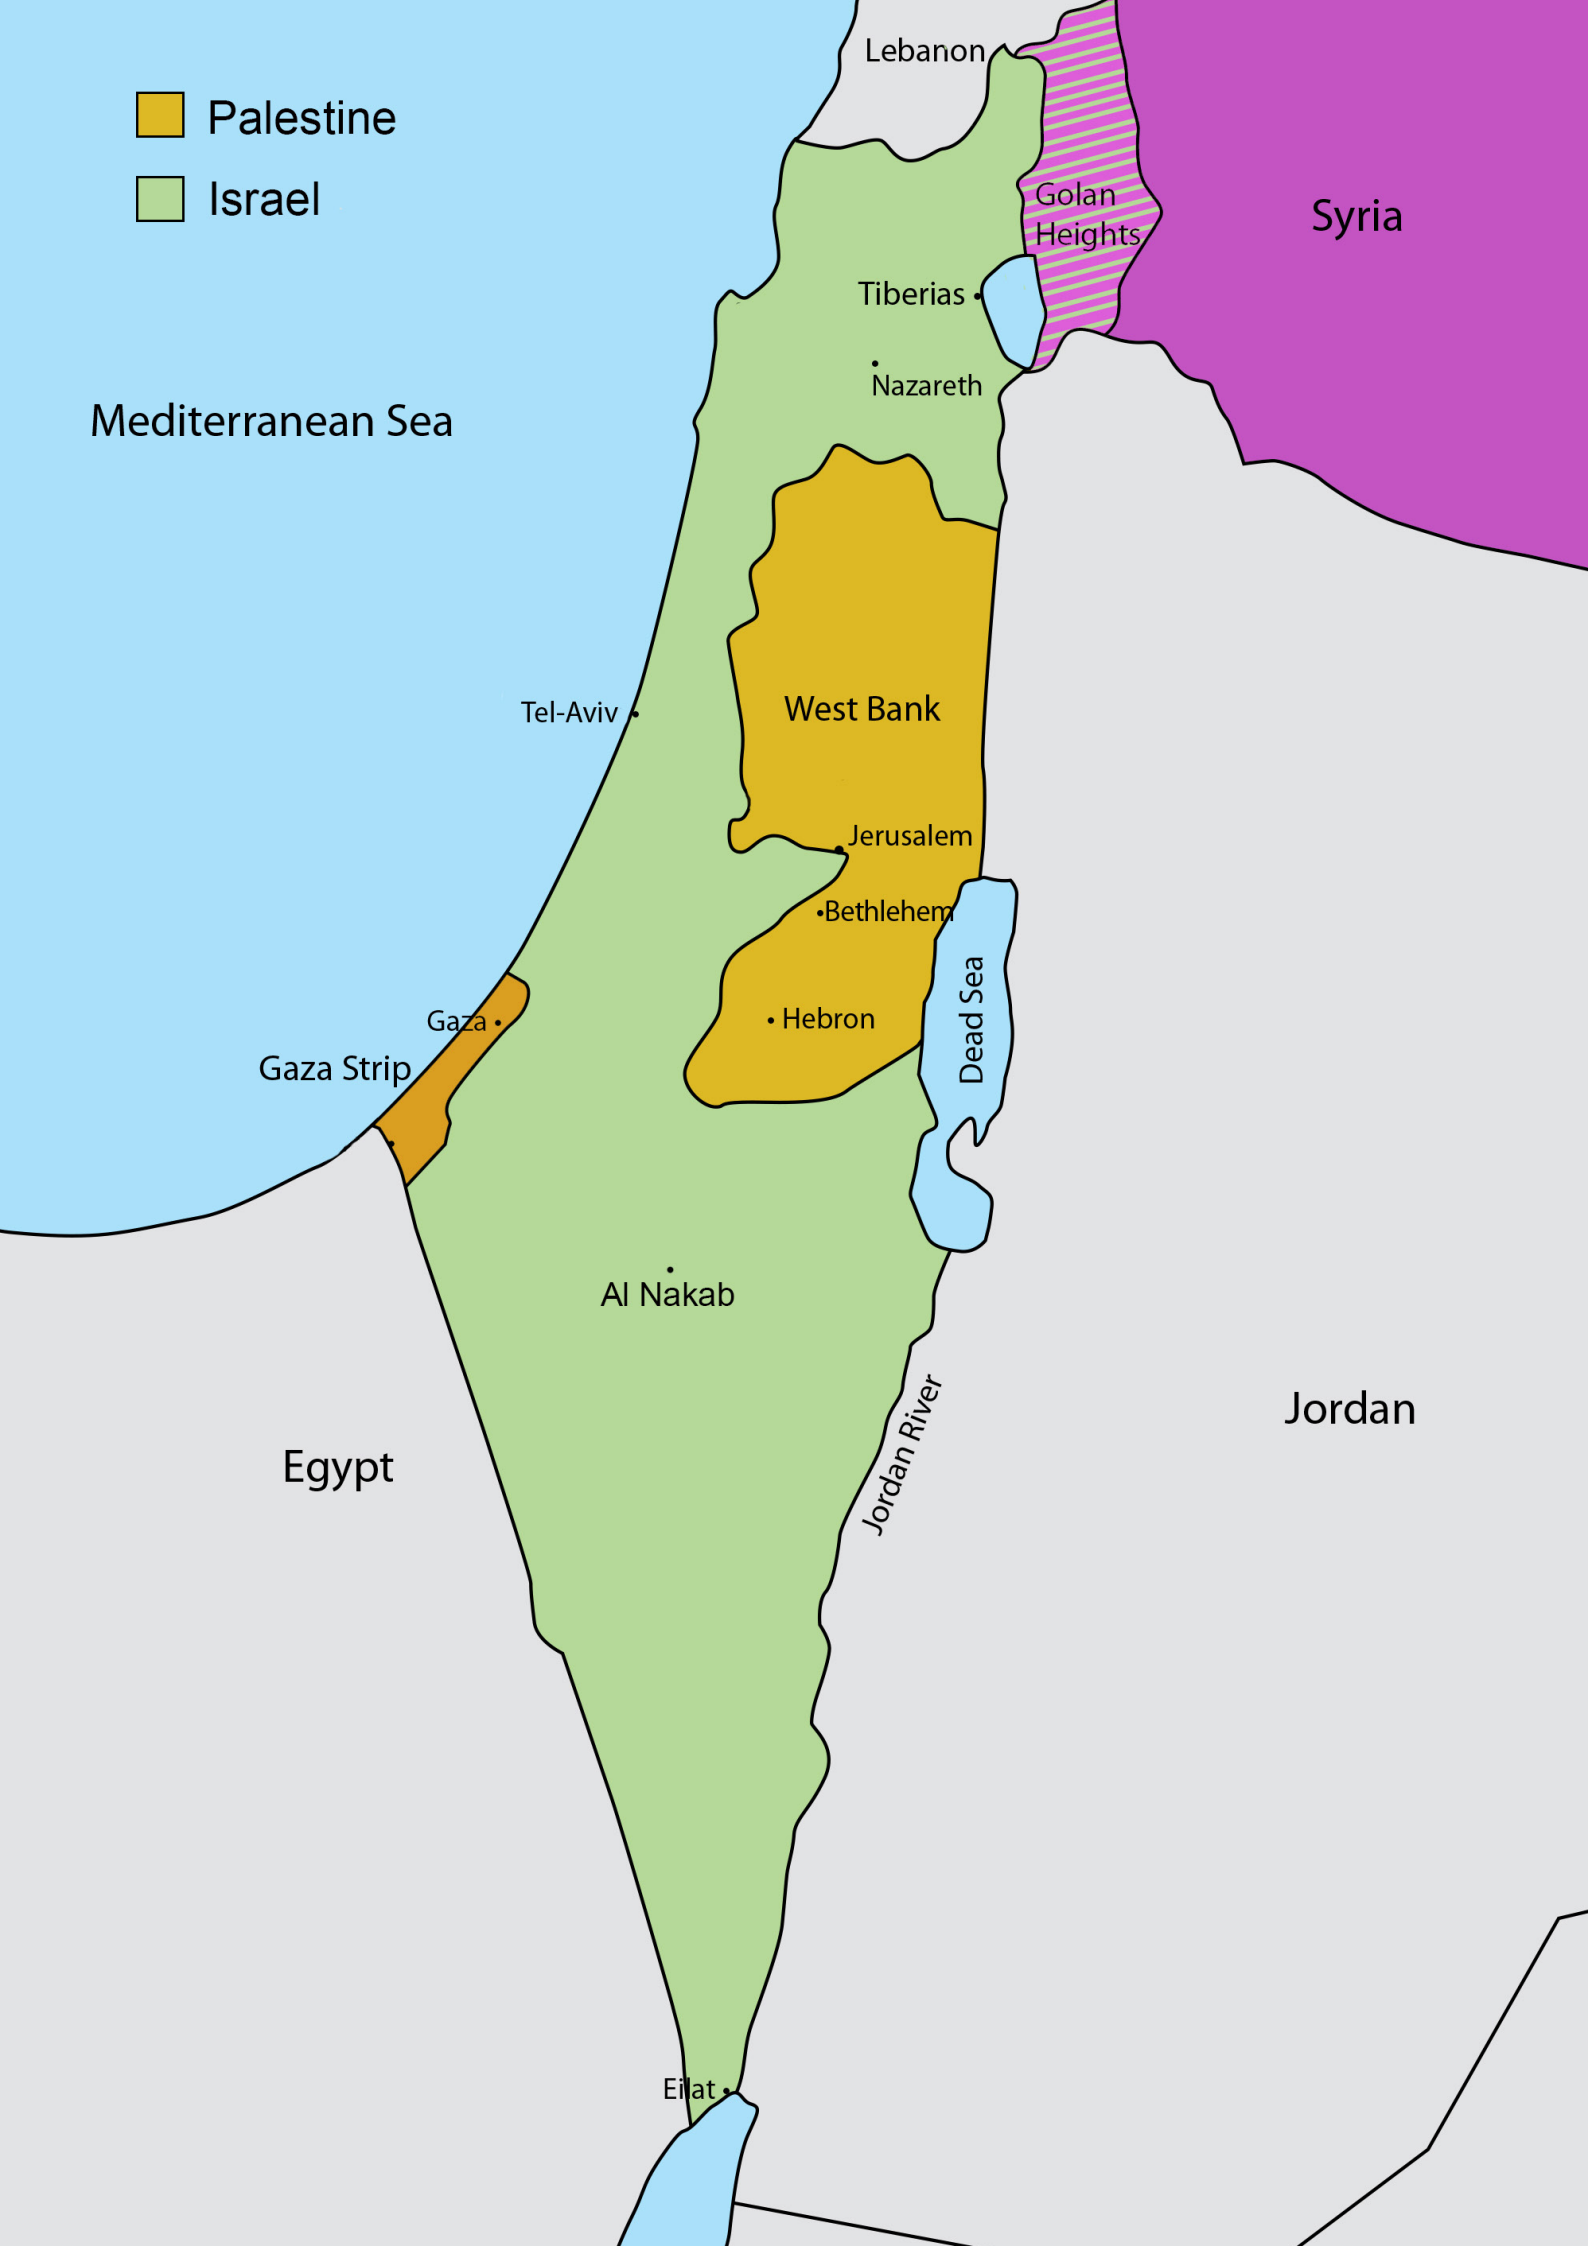 Lebanon
Palestine
Israel
Golan
Heights
Syria
Tiberias
Nazareth
Mediterranean Sea
West Bank
Tel-Aviv
Jerusalem
Bethlehem
Dead Sea
Hebron
Gaza
Gaza Strip
Al Nakab
Jordan River
Jordan
Egypt
Eilat